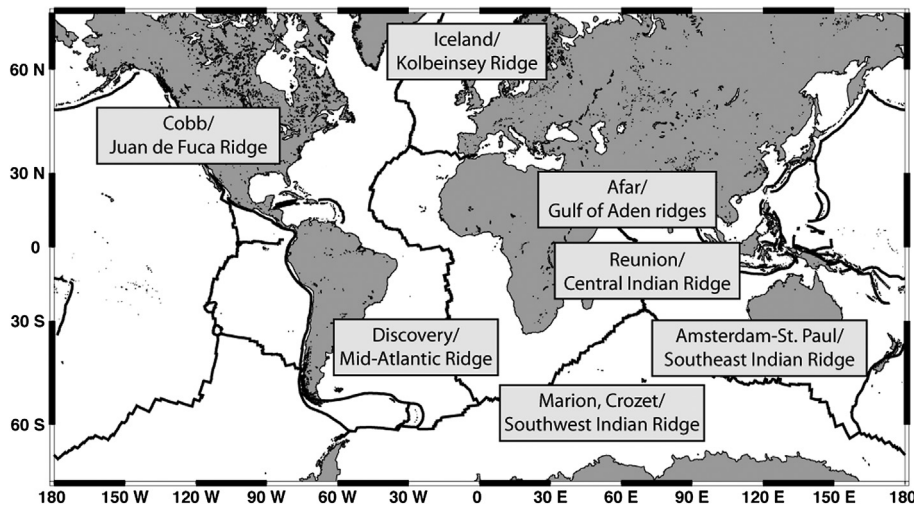 Iceland/
Kolbeinsey Ridge
60 N
Cobb/
Juan de Fuca Ridge
30 N
Afar/
Gulf of Aden ridges
0
Reunion/
Central Indian Ridge
30 S
Discovery/
Mid-Atlantic Ridge
Amsterdam-St. Paul/
Southeast Indian Ridge
Marion, Crozet/
Southwest Indian Ridge
60 S
180 150 W 120 W 90 W 60 W 30 W 0 30 E 60 E 90 E 120 E 150 E 180